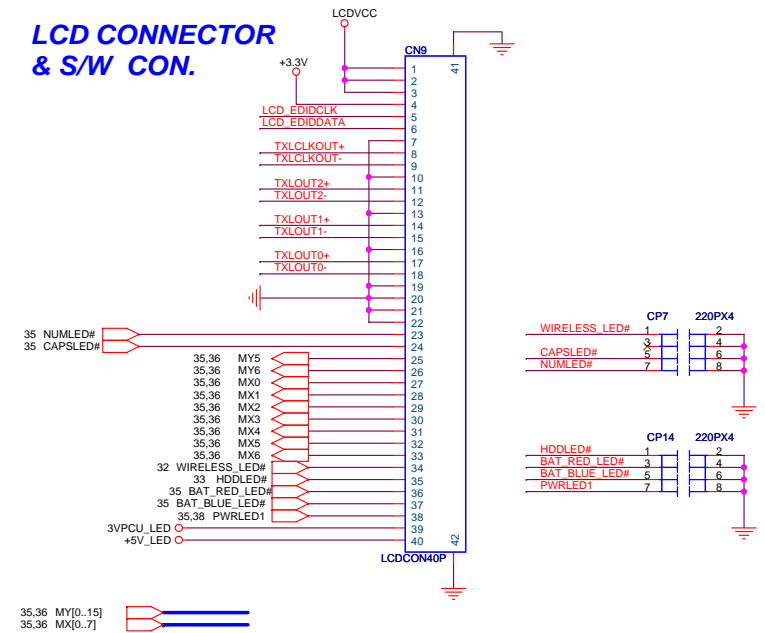 LCD CONNECTOR
& S/W CON.
LCDVCC
+3.3V
CN9
41
1
2
3
4
LCD_EDIDCLK 5
LCD_EDIDDATA 6
7
TXLCLKOUT+ 8
TXLCLKOUT- 9
10
TXLOUT2+ 11
TXLOUT2- 12
13
TXLOUT1+ 14
TXLOUT1- 15
16
TXLOUT0+ 17
TXLOUT0- 18
19
20
21
22
35 NUMLED# 23
35 CAPSLED# 24
35,36 MY5 25
35,36 MY6 26
35,36 MX0 27
35,36 MX1 28
35,36 MX2 29
35,36 MX3 30
35,36 MX4 31
35,36 MX5 32
35,36 MX6 33
32 WIRELESS_LED# 34
33 HDDLED# 35
35 BAT_RED_LED# 36
35 BAT_BLUE_LED# 37
35,38 PWRLED1 38
3VPCU_LED 39
+5V_LED 40
42
LCDCON40P
CP7 220PX4
WIRELESS_LED# 1 2
3 4
CAPSLED# 5 6
NUMLED# 7 8
CP14 220PX4
HDDLED# 1 2
BAT_RED_LED# 3 4
BAT_BLUE_LED# 5 6
PWRLED1 7 8
35,36 MY[0..15]
35,36 MX[0..7]